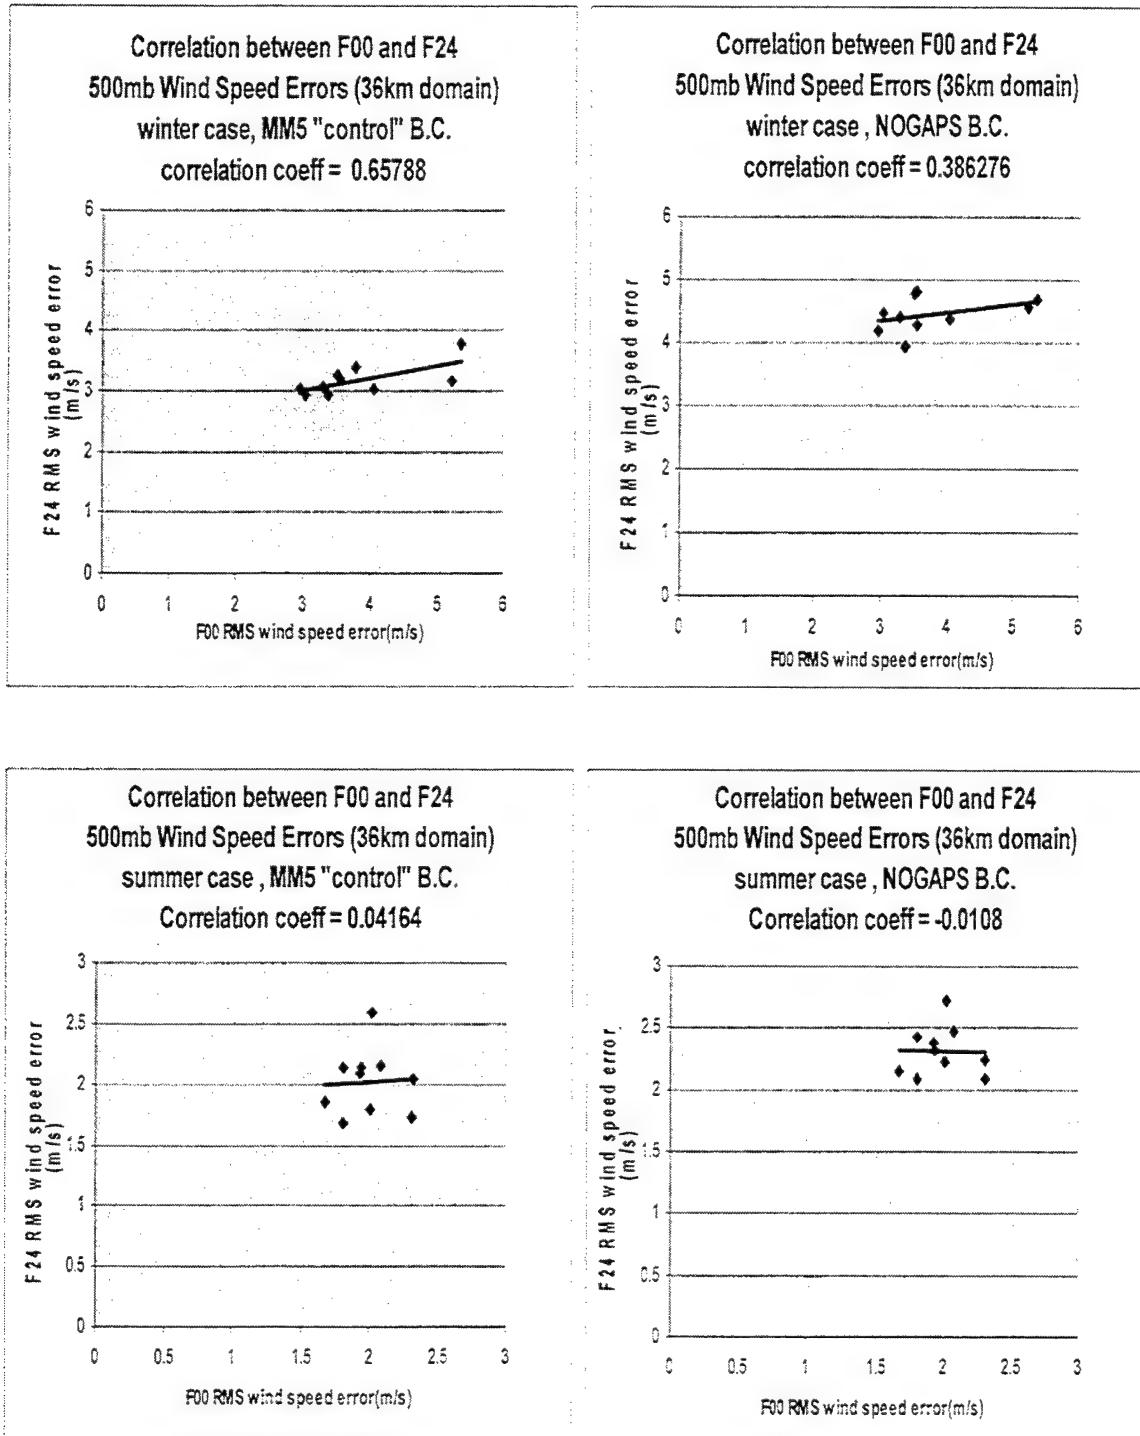 Correlation between F00 and F24
500mb Wind Speed Errors (36km domain)
winter case, MM5 "control" B.C.
correlation coeff = 0.65788
6
5
4
3
2
1
0
F24 RMS wind speed error
(m/s)
0 1 2 3 4 5 6
F00 RMS wind speed error(m/s)
Correlation between F00 and F24
500mb Wind Speed Errors (36km domain)
winter case , NOGAPS B.C.
correlation coeff = 0.386276
6
5
4
3
2
1
0
F24 RMS wind speed error
(m/s)
0 1 2 3 4 5 6
F00 RMS wind speed error(m/s)
Correlation between F00 and F24
500mb Wind Speed Errors (36km domain)
summer case , MM5 "control" B.C.
Correlation coeff = 0.04164
3
2.5
2
1.5
1
0.5
0
F24 RMS wind speed error
(m/s)
0 0.5 1 1.5 2 2.5 3
F00 RMS wind speed error(m/s)
Correlation between F00 and F24
500mb Wind Speed Errors (36km domain)
summer case , NOGAPS B.C.
Correlation coeff = -0.0108
3
2.5
2
1.5
1
0.5
0
F24 RMS wind speed error
(m/s)
0 0.5 1 1.5 2 2.5 3
F00 RMS wind speed error(m/s)